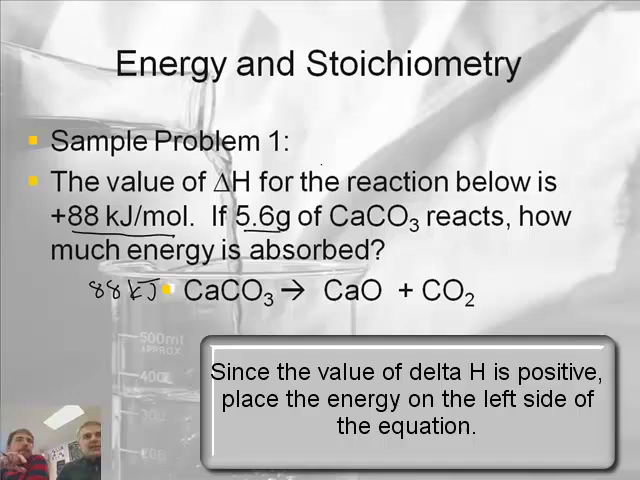 Energy and Stoichiometry
Sample Problem 1:
The value of ∆H for the reaction below is
+88 kJ/mol. If 5.6g of CaCO₃ reacts, how
much energy is absorbed?
88 kJ CaCO₃ → CaO + CO₂
500ml
APPROX
400
300
200
Since the value of delta H is positive,
place the energy on the left side of
the equation.